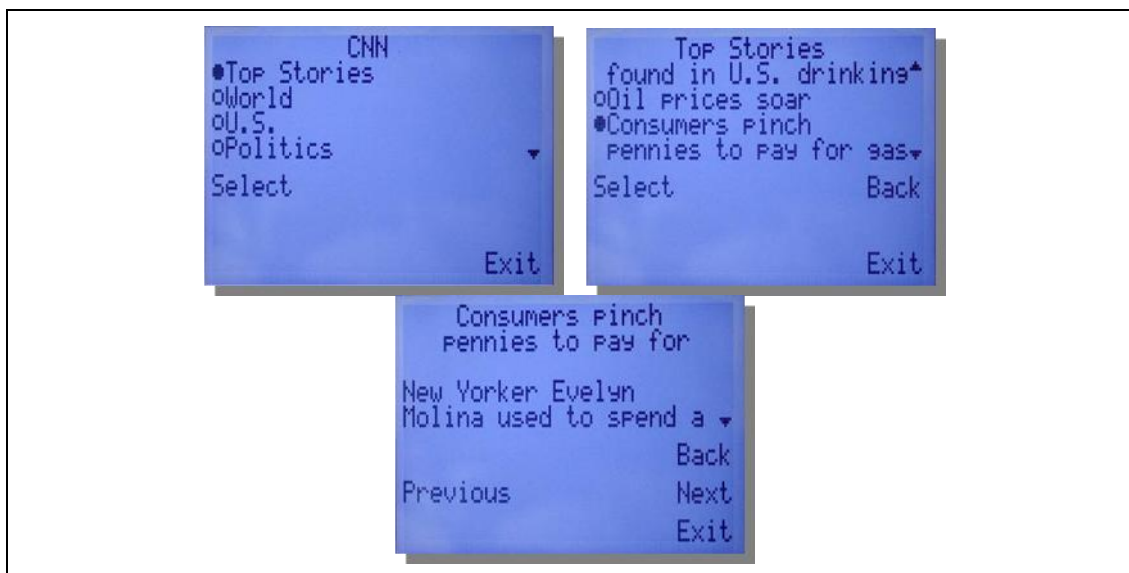 CNN
Top Stories
World
U.S.
Politics
Select
Exit
Top Stories
found in U.S. drinking
Oil prices soar
Consumers pinch
pennies to pay for gas
Select Back
Exit
Consumers pinch
pennies to pay for
New Yorker Evelyn
Molina used to spend a
Back
Previous Next
Exit